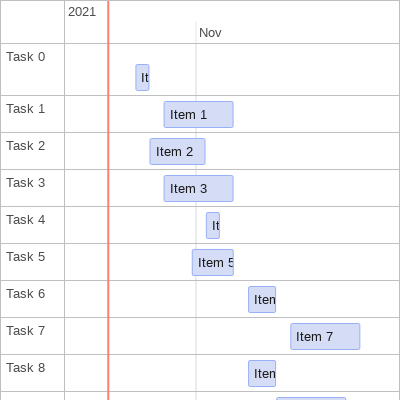 2021
Nov
Task 0
It
Task 1
Item 1
Task 2
Item 2
Task 3
Item 3
Task 4
It
Task 5
Item 5
Task 6
Iten
Task 7
Item 7
Task 8
Iten